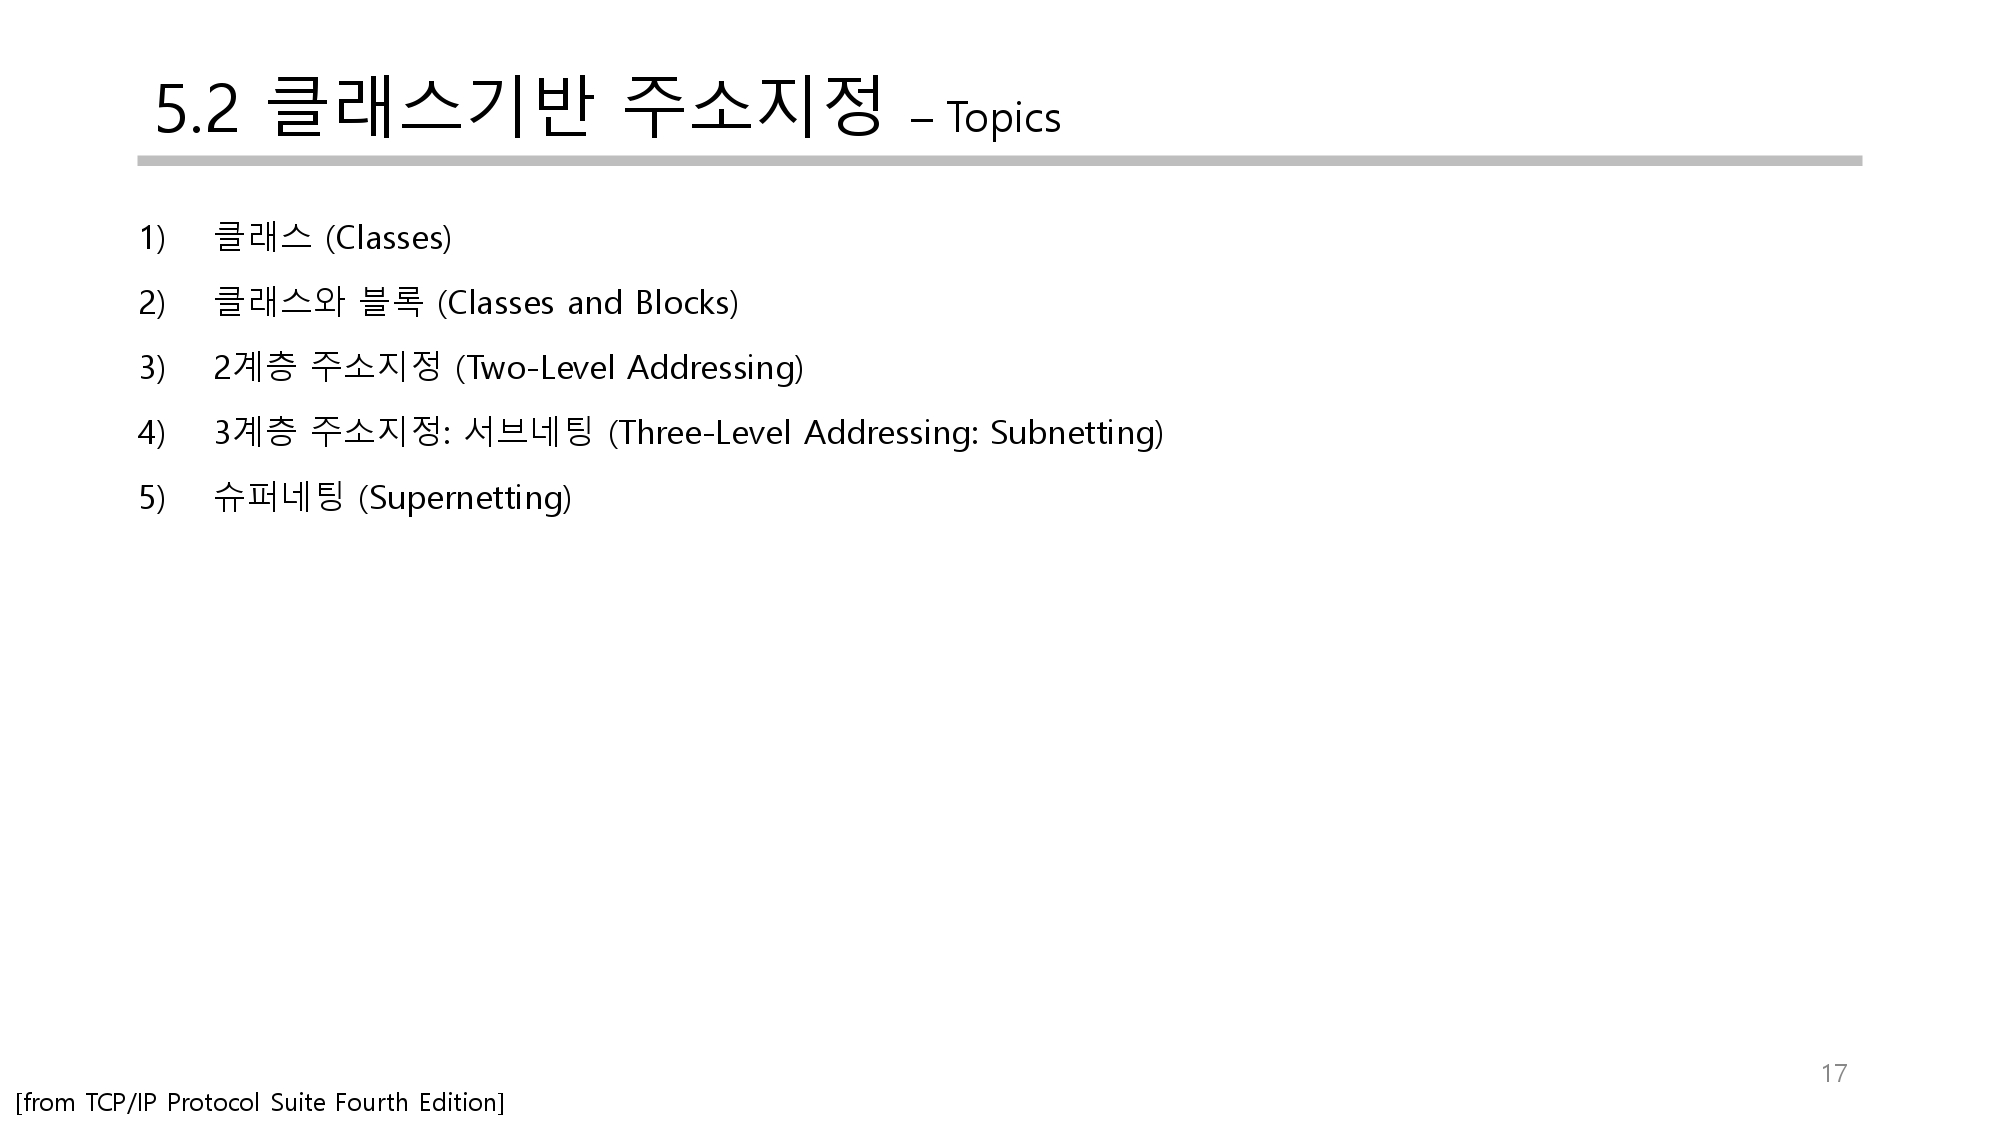 5.2 클래스기반 주소지정 – Topics
1) 클래스 (Classes)
2) 클래스와 블록 (Classes and Blocks)
3) 2계층 주소지정 (Two-Level Addressing)
4) 3계층 주소지정: 서브네팅 (Three-Level Addressing: Subnetting)
5) 슈퍼네팅 (Supernetting)
17
[from TCP/IP Protocol Suite Fourth Edition]